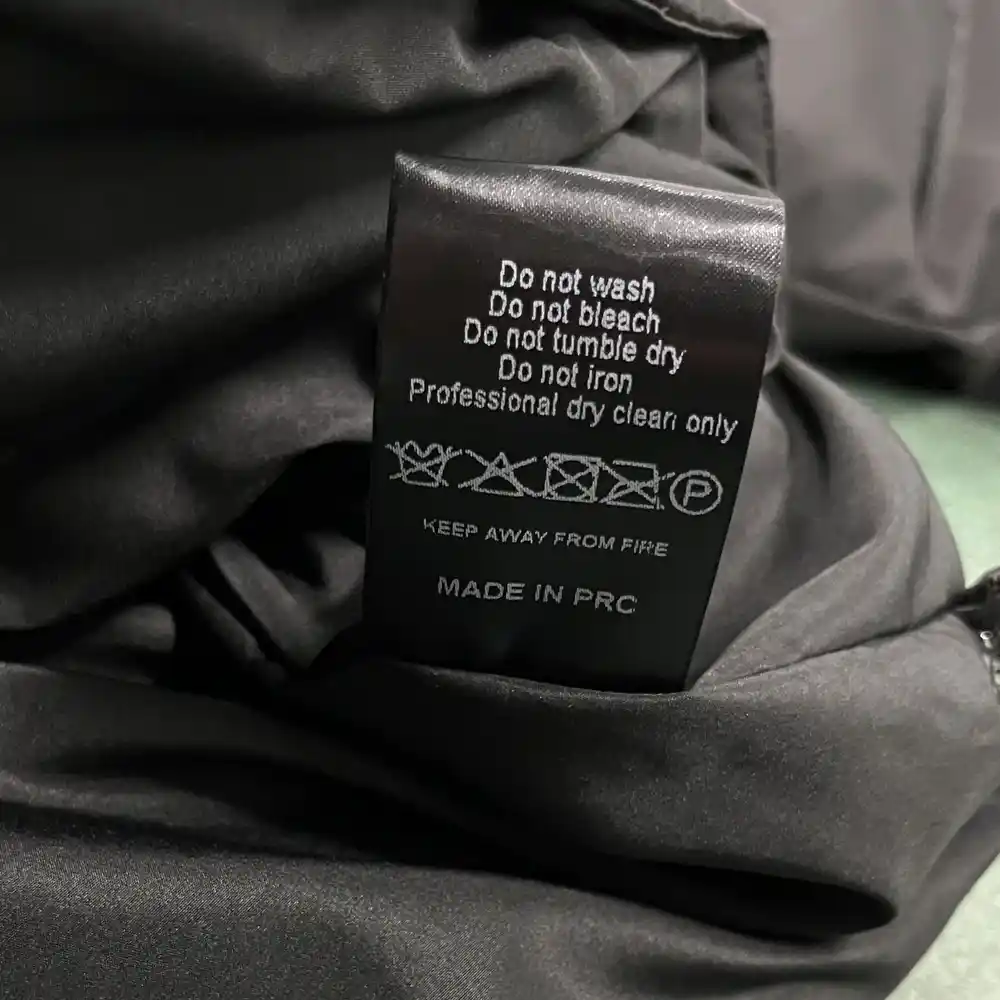 Do not wash
Do not bleach
Do not tumble dry
Do not iron
Professional dry clean only
P
KEEP AWAY FROM FIRE
MADE IN PRC